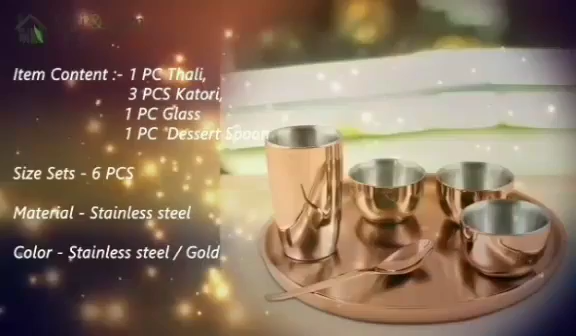 Item Content :- 1 PC Thali,
3 PCS Katori,
1 PC Glass
1 PC "Dessert Spoon
Size Sets - 6 PCS
Material - Stainless steel
Color - Stainless steel / Gold